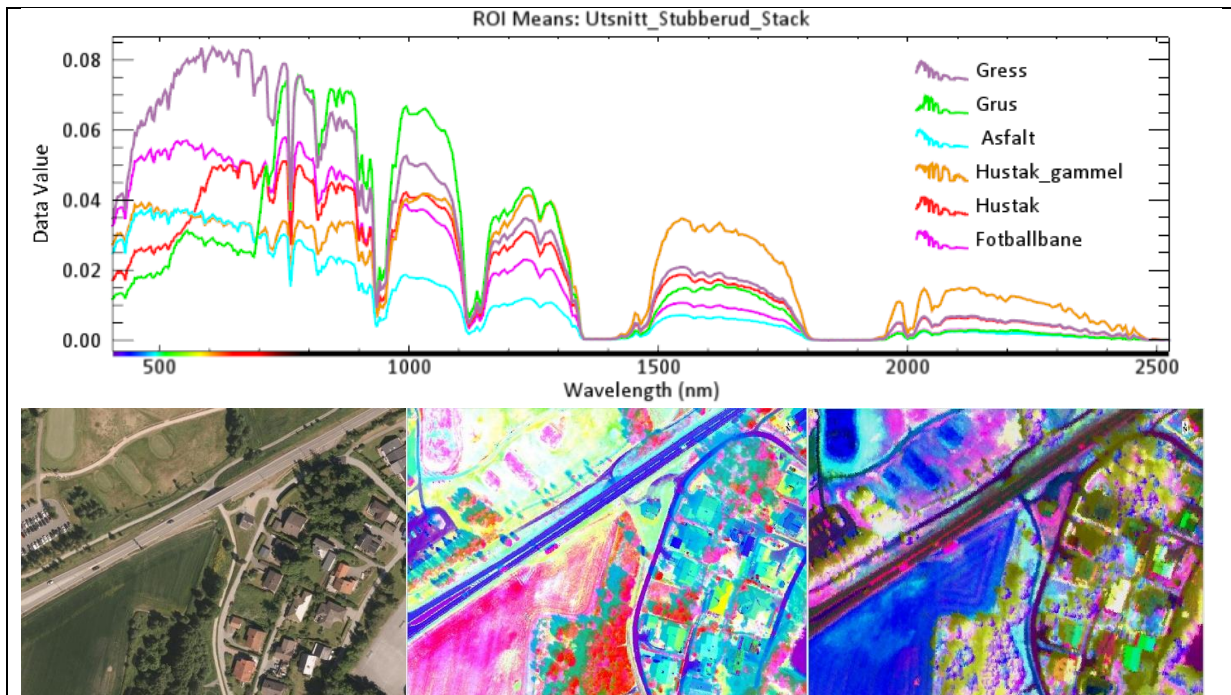 ROI Means: Utsnitt_Stubberud_Stack
0.08
0.06
0.04
0.02
0.00
Data Value
Gress
Grus
Asfalt
Hustak_gammel
Hustak
Fotballbane
500 1000 1500 2000 2500
Wavelength (nm)